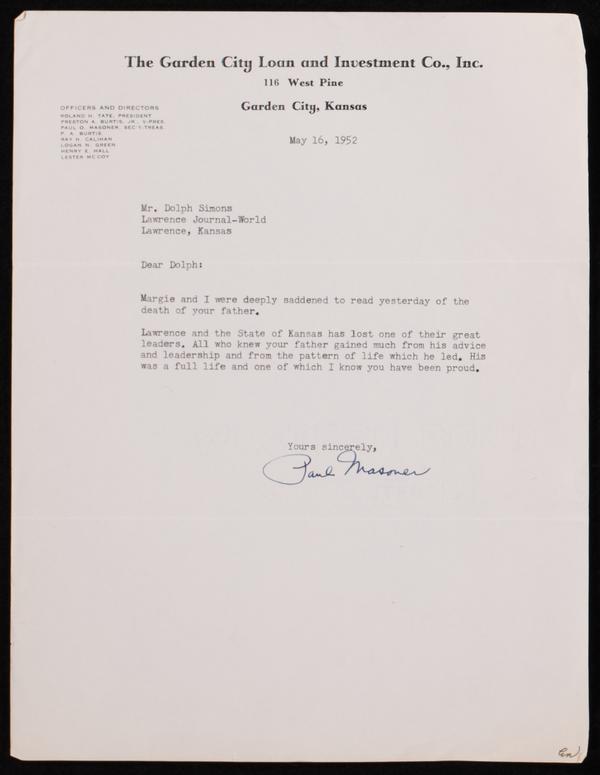 The Garden City Loan and Investment Co., Inc.
116 West Pine
Garden City, Kansas
OFFICERS AND DIRECTORS
ROLAND H. TATE, PRESIDENT
PRESTON A. BURTIS, JR., V-PRES.
PAUL O. MASONER, SEC'Y-TREAS.
P. A. BURTIS
RAY H. CALIHAN
LOGAN N. GREEN
HENRY E. HALL
LESTER McCOY
May 16, 1952
Mr. Dolph Simons
Lawrence Journal-World
Lawrence, Kansas
Dear Dolph:
Margie and I were deeply saddened to read yesterday of the
death of your father.
Lawrence and the State of Kansas has lost one of their great
leaders. All who knew your father gained much from his advice
and leadership and from the pattern of life which he led. His
was a full life and one of which I know you have been proud.
Yours sincerely,
Paul Masoner